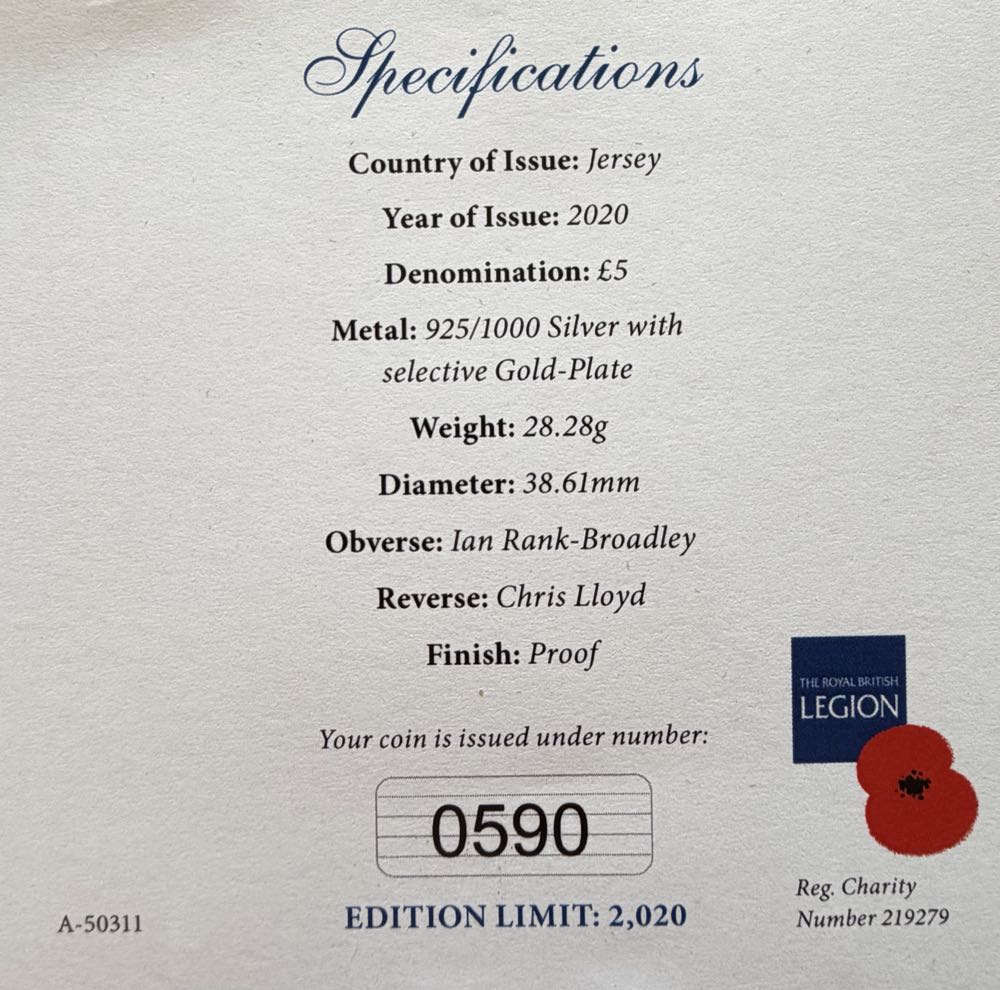 Specifications
Country of Issue: Jersey
Year of Issue: 2020
Denomination: £5
Metal: 925/1000 Silver with
selective Gold-Plate
Weight: 28.28g
Diameter: 38.61mm
Obverse: Ian Rank-Broadley
Reverse: Chris Lloyd
Finish: Proof
THE ROYAL BRITISH
LEGION
Your coin is issued under number:
0590
EDITION LIMIT: 2,020
A-50311
Reg. Charity
Number 219279